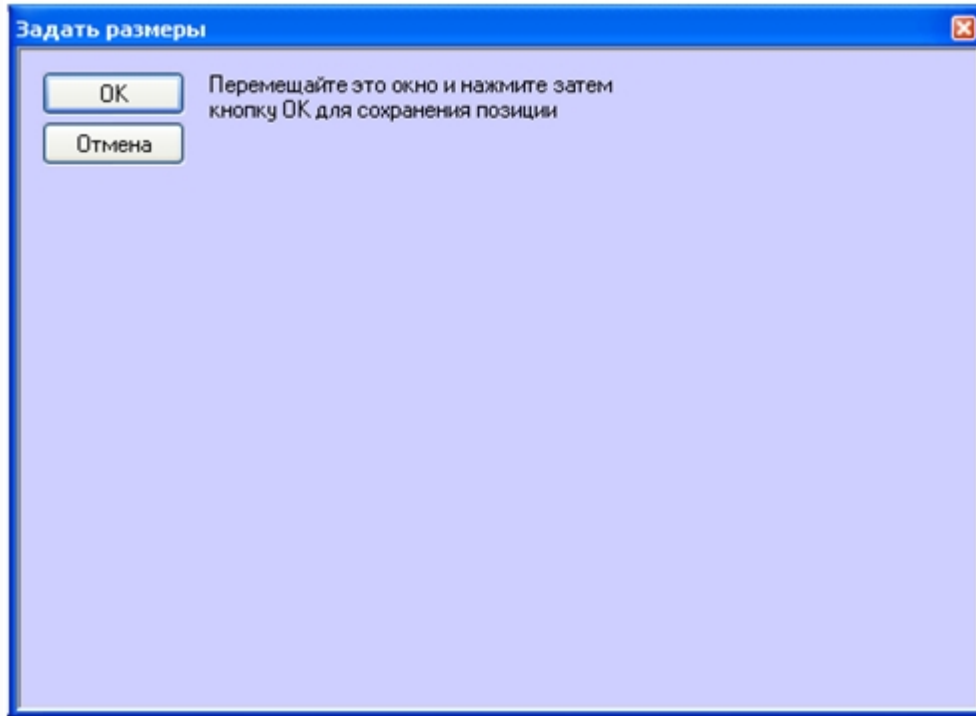 Задать размеры
OK
Перемещайте это окно и нажмите затем
кнопку OK для сохранения позиции
Отмена